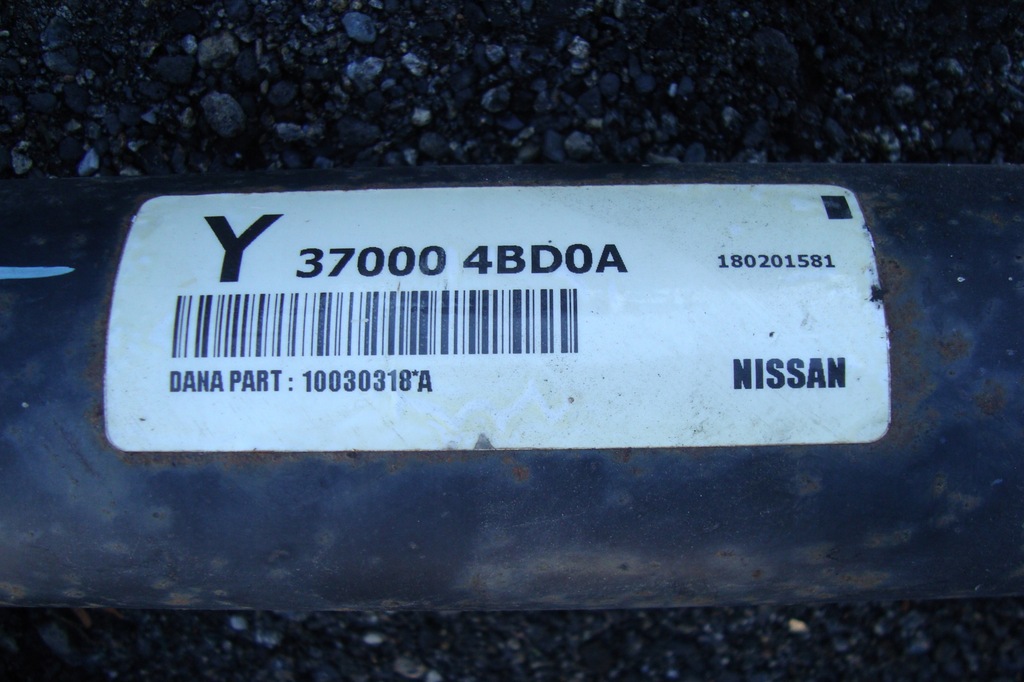 Y 37000 4BD0A 180201581
DANA PART : 10030318*A NISSAN